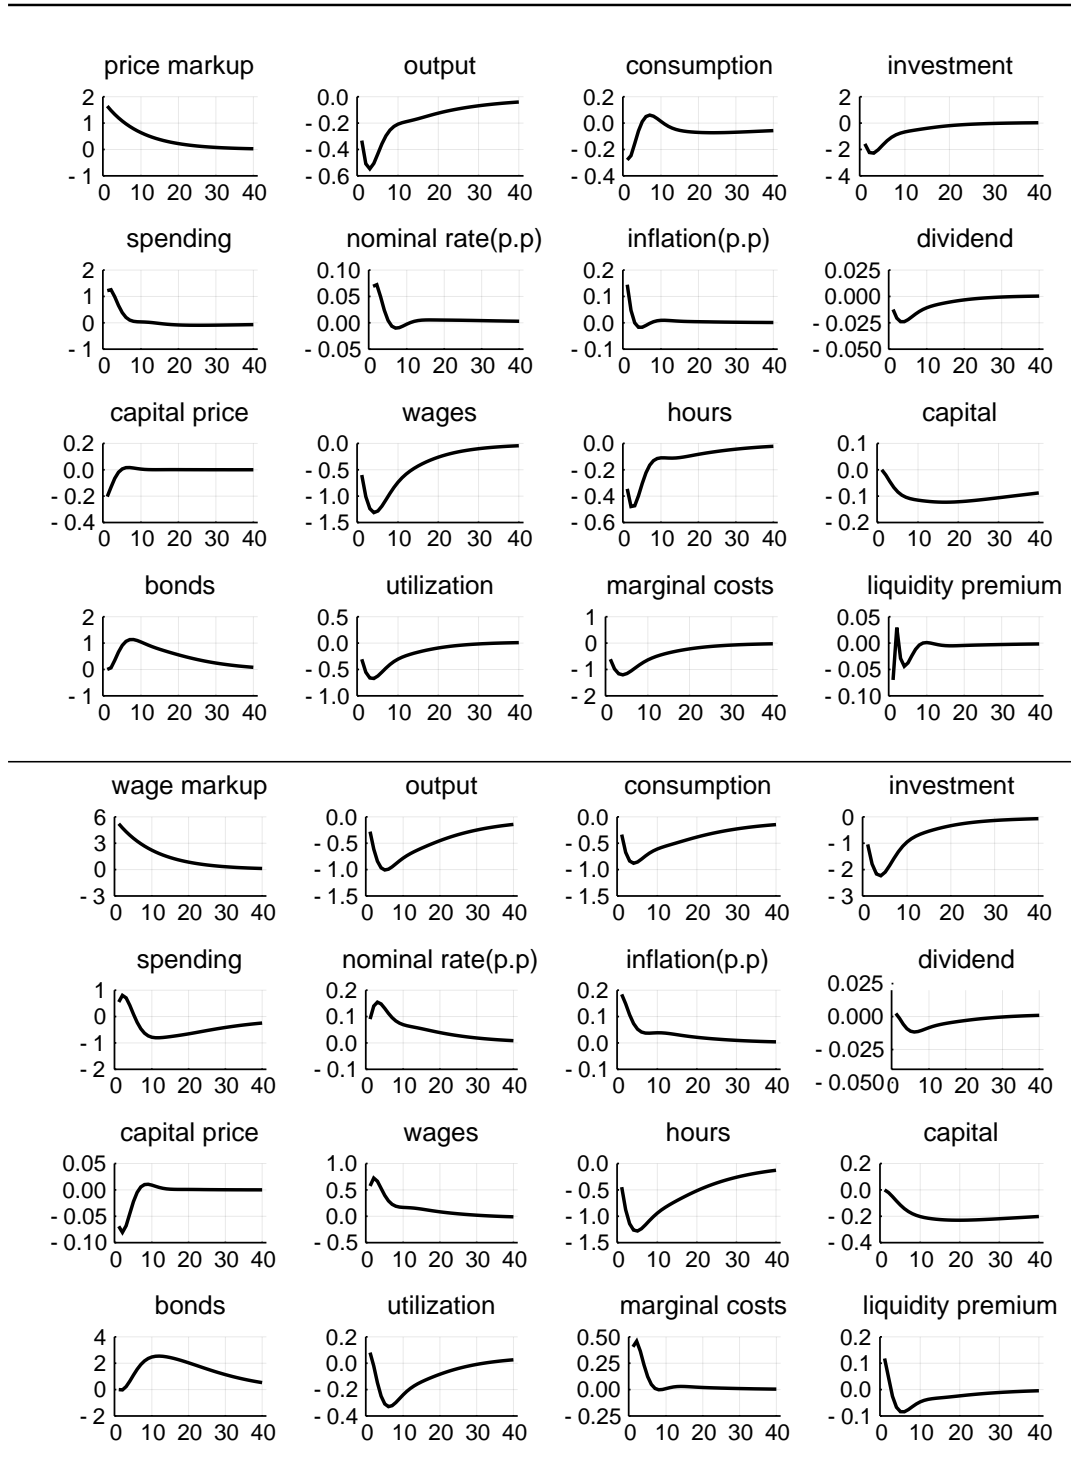 price markup output consumption investment
2 0.0 0.2 2
1 - 0.2 0.0 0
0 - 0.4 - 0.2 - 2
- 1 - 0.6 - 0.4 - 4
0 10 20 30 40 0 10 20 30 40 0 10 20 30 40 0 10 20 30 40
spending nominal rate(p.p) inflation(p.p) dividend
2 0.10 0.2 0.025
1 0.05 0.1 0.000
0 0.00 0.0 - 0.025
- 1 - 0.05 - 0.1 - 0.050
0 10 20 30 40 0 10 20 30 40 0 10 20 30 40 0 10 20 30 40
capital price wages hours capital
0.2 0.0 0.0 0.1
0.0 - 0.5 - 0.2 0.0
- 0.2 - 1.0 - 0.4 - 0.1
- 0.4 - 1.5 - 0.6 - 0.2
0 10 20 30 40 0 10 20 30 40 0 10 20 30 40 0 10 20 30 40
bonds utilization marginal costs liquidity premium
2 0.5 1 0.05
1 0.0 0 0.00
0 - 0.5 - 1 - 0.05
- 1 - 1.0 - 2 - 0.10
0 10 20 30 40 0 10 20 30 40 0 10 20 30 40 0 10 20 30 40
wage markup output consumption investment
6 0.0 0.0 0
3 - 0.5 - 0.5 - 1
0 - 1.0 - 1.0 - 2
- 3 - 1.5 - 1.5 - 3
0 10 20 30 40 0 10 20 30 40 0 10 20 30 40 0 10 20 30 40
spending nominal rate(p.p) inflation(p.p) dividend
1 0.2 0.2 0.025
0 0.1 0.1 0.000
- 1 0.0 0.0 - 0.025
- 2 - 0.1 - 0.1 - 0.050
0 10 20 30 40 0 10 20 30 40 0 10 20 30 40 0 10 20 30 40
capital price wages hours capital
0.05 1.0 0.0 0.2
0.00 0.5 - 0.5 0.0
- 0.05 0.0 - 1.0 - 0.2
- 0.10 - 0.5 - 1.5 - 0.4
0 10 20 30 40 0 10 20 30 40 0 10 20 30 40 0 10 20 30 40
bonds utilization marginal costs liquidity premium
4 0.2 0.50 0.2
2 0.0 0.25 0.1
0 - 0.2 0.00 0.0
- 2 - 0.4 - 0.25 - 0.1
0 10 20 30 40 0 10 20 30 40 0 10 20 30 40 0 10 20 30 40